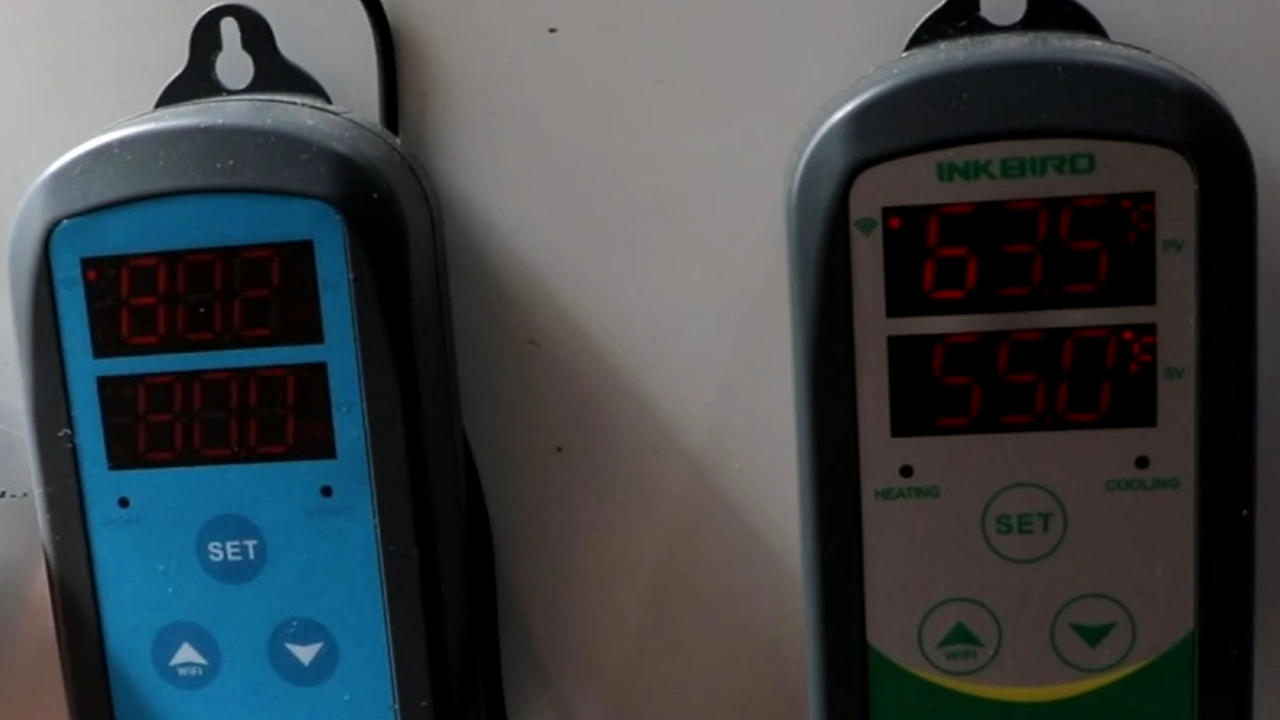 80.2
80.0
SET
WiFi
INKBIRD
63.5°F
PV
55.0°F
SV
HEATING
COOLING
SET
WiFi